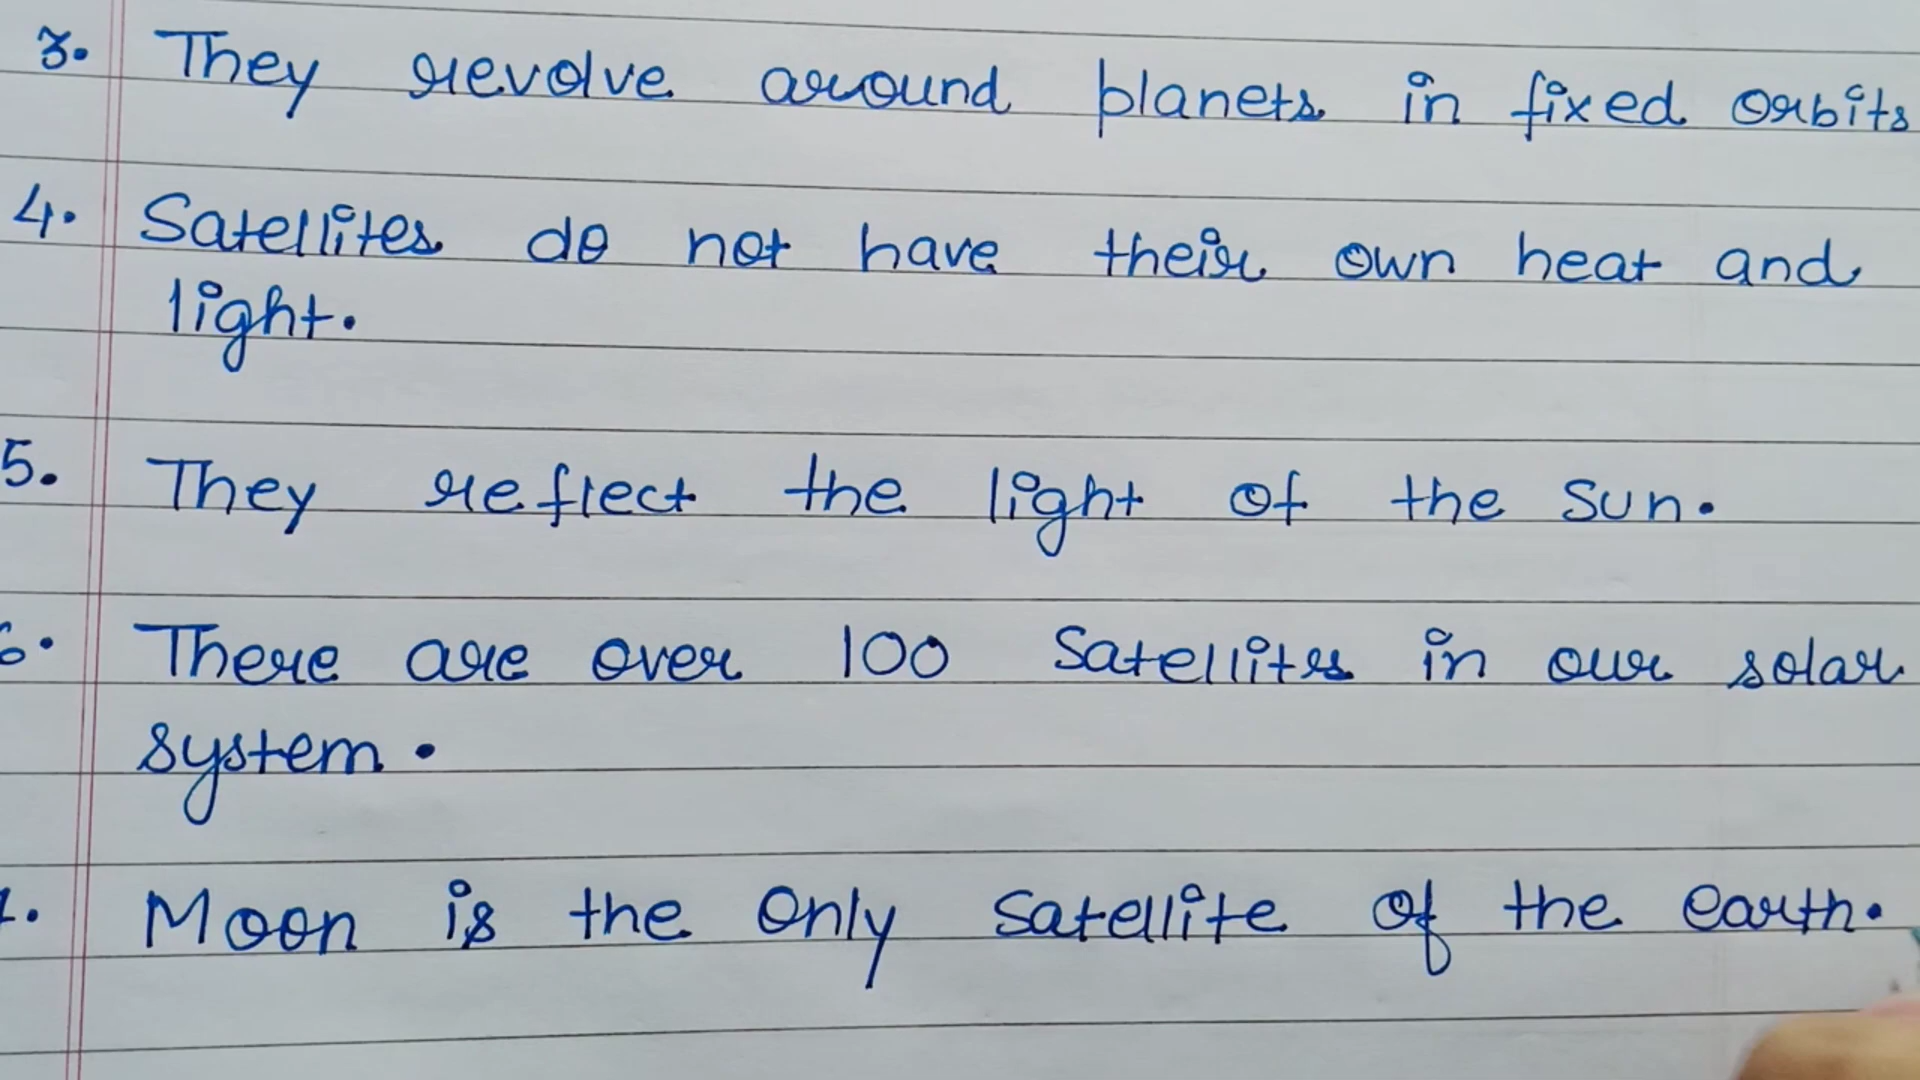 3. They revolve around planets in fixed orbits
4. Satellites do not have their own heat and
light.
5. They reflect the light of the sun.
6. There are over 100 Satellites in our solar
system.
7. Moon is the Only Satellite of the earth.